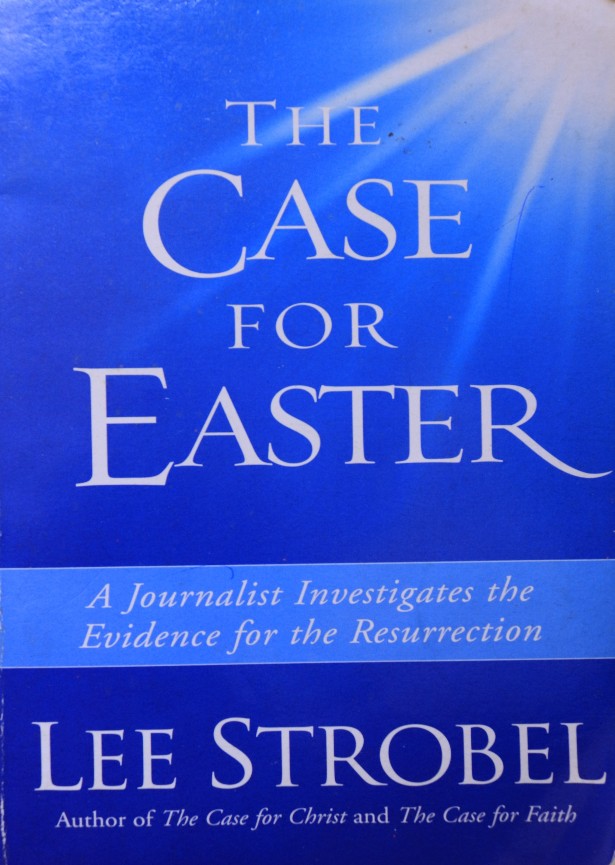 THE
CASE
FOR
EASTER
A Journalist Investigates the
Evidence for the Resurrection
LEE STROBEL
Author of The Case for Christ and The Case for Faith